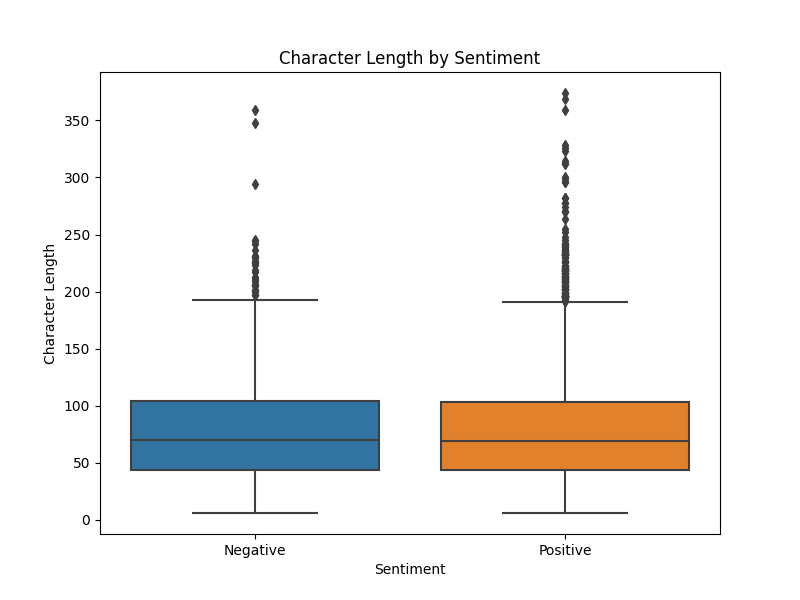 Character Length by Sentiment
Character Length
350
300
250
200
150
100
50
0
Negative
Positive
Sentiment